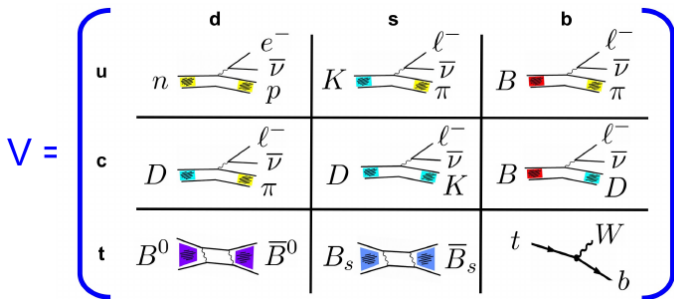 d s b
u n e⁻ ν̅ p K ℓ⁻ ν̅ π B ℓ⁻ ν̅ π
V =
c D ℓ⁻ ν̅ π D ℓ⁻ ν̅ K B ℓ⁻ ν̅ D
t B⁰ B̅⁰ Bₛ B̅ₛ t W b